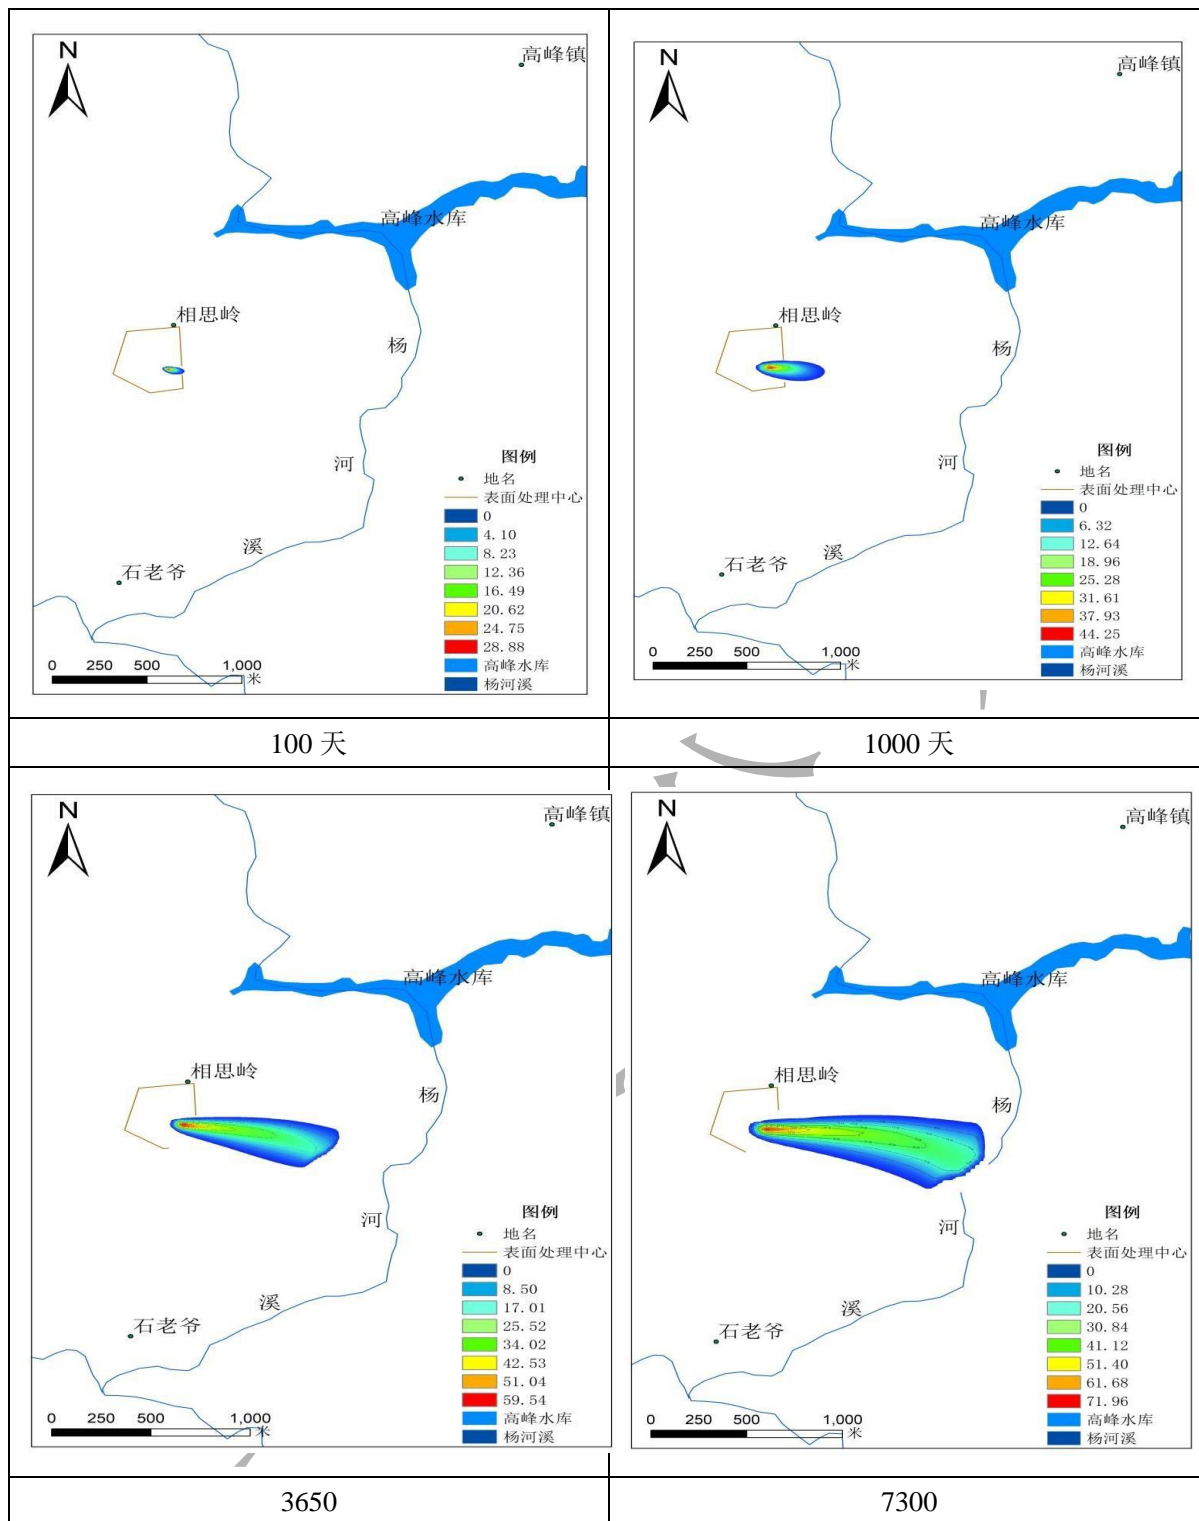 N
高峰镇
高峰水库
相思岭
杨
河
溪
石老爷
图例
地名
表面处理中心
0
4.10
8.23
12.36
16.49
20.62
24.75
28.88
高峰水库
杨河溪
0 250 500 1,000
米
N
高峰镇
高峰水库
相思岭
杨
河
溪
石老爷
图例
地名
表面处理中心
0
6.32
12.64
18.96
25.28
31.61
37.93
44.25
高峰水库
杨河溪
0 250 500 1,000
米
100 天
1000 天
N
高峰镇
高峰水库
相思岭
杨
河
溪
石老爷
图例
地名
表面处理中心
0
8.50
17.01
25.52
34.02
42.53
51.04
59.54
高峰水库
杨河溪
0 250 500 1,000
米
N
高峰镇
高峰水库
相思岭
杨
河
溪
石老爷
图例
地名
表面处理中心
0
10.28
20.56
30.84
41.12
51.40
61.68
71.96
高峰水库
杨河溪
0 250 500 1,000
米
3650
7300